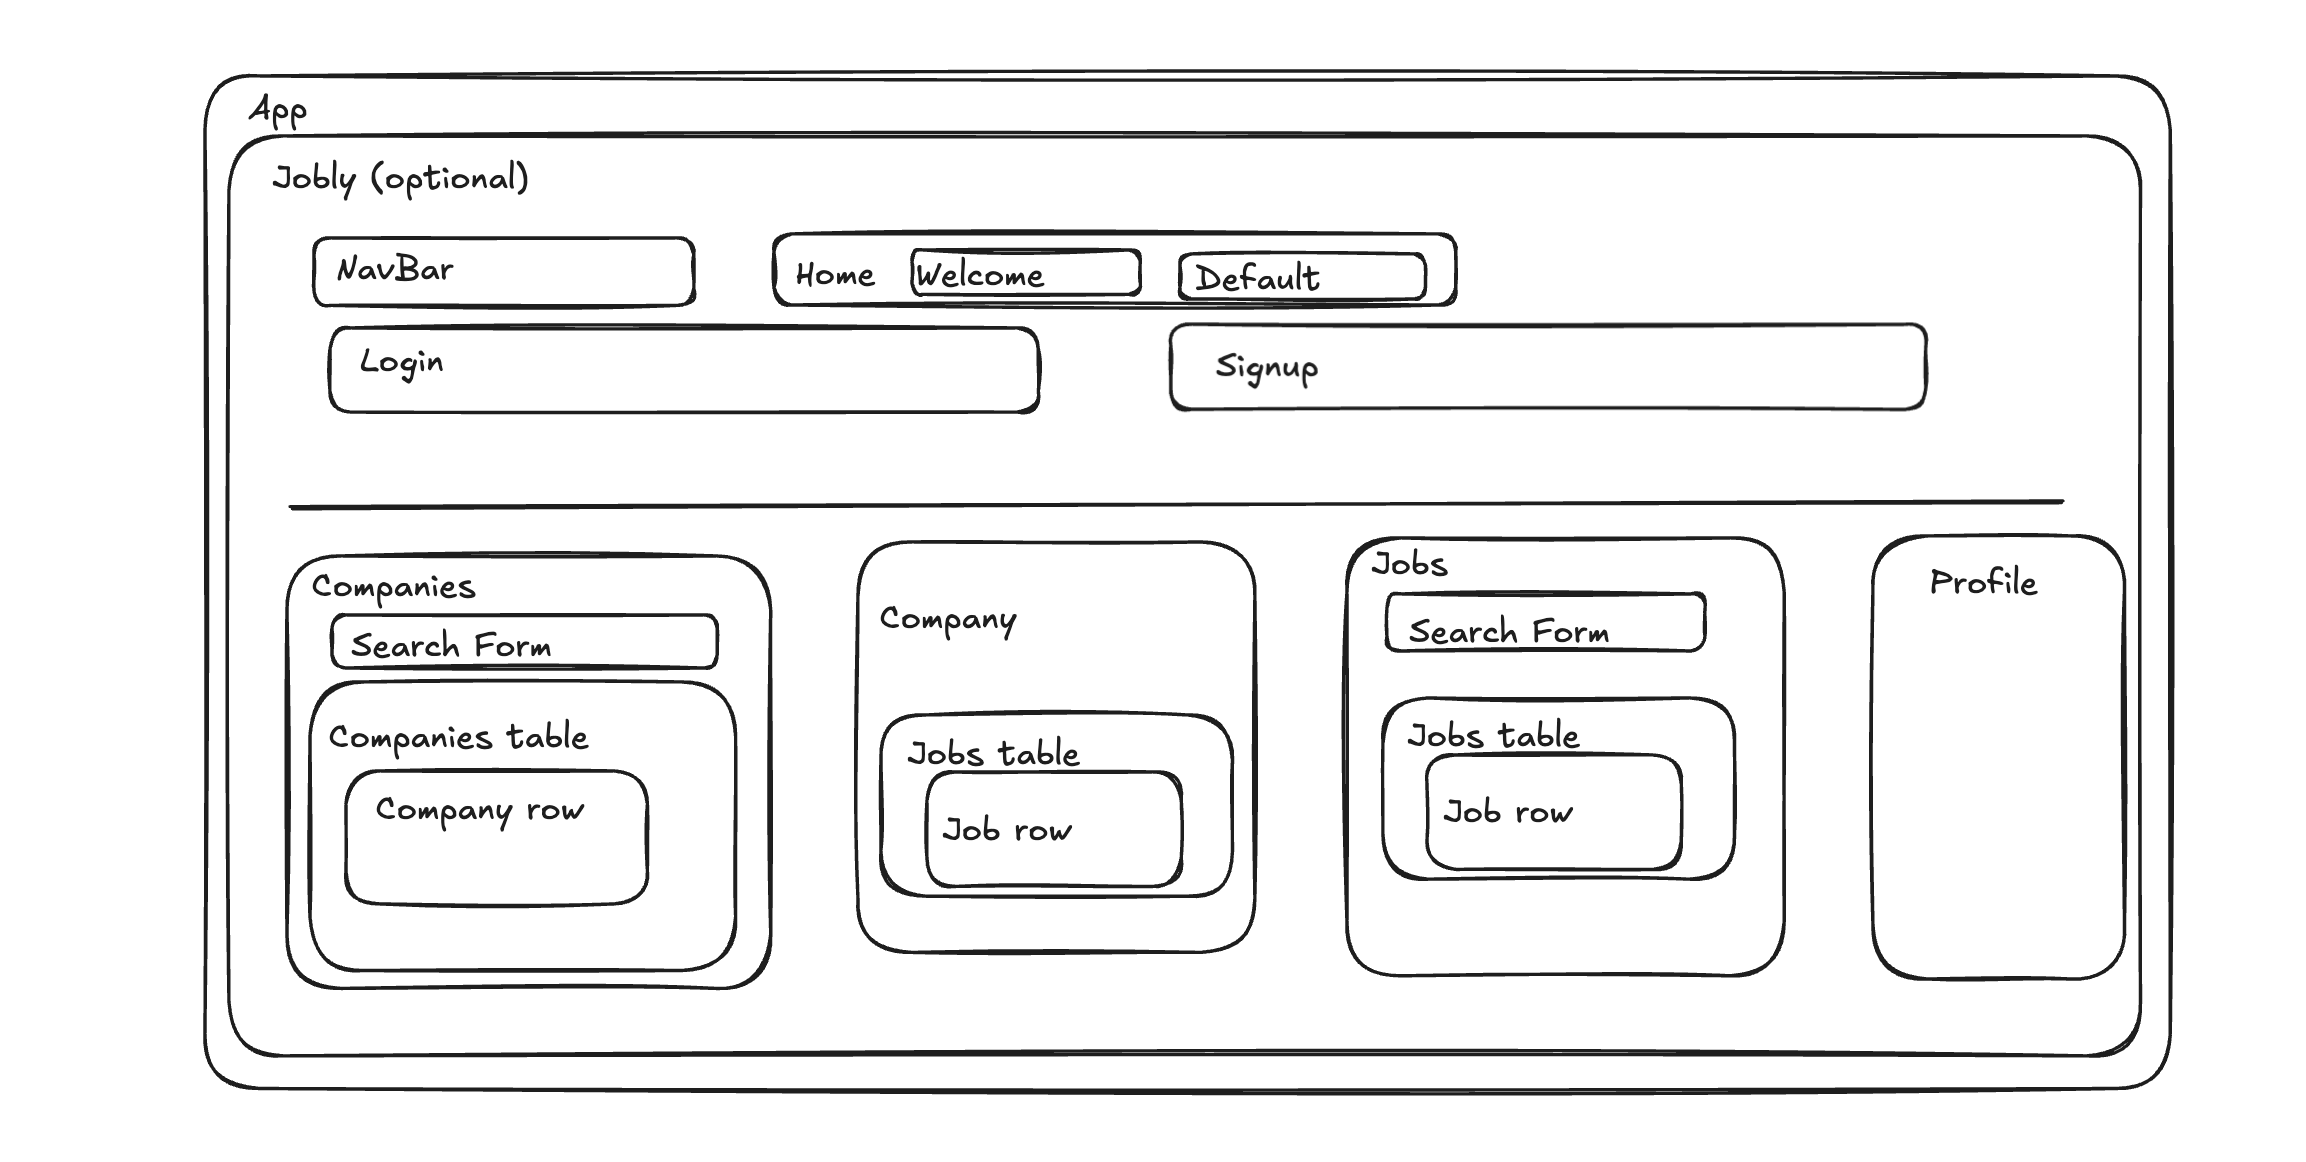 App
Jobly (optional)
NavBar
Home
Welcome
Default
Login
Signup
Companies
Search Form
Companies table
Company row
Company
Jobs table
Job row
Jobs
Search Form
Jobs table
Job row
Profile